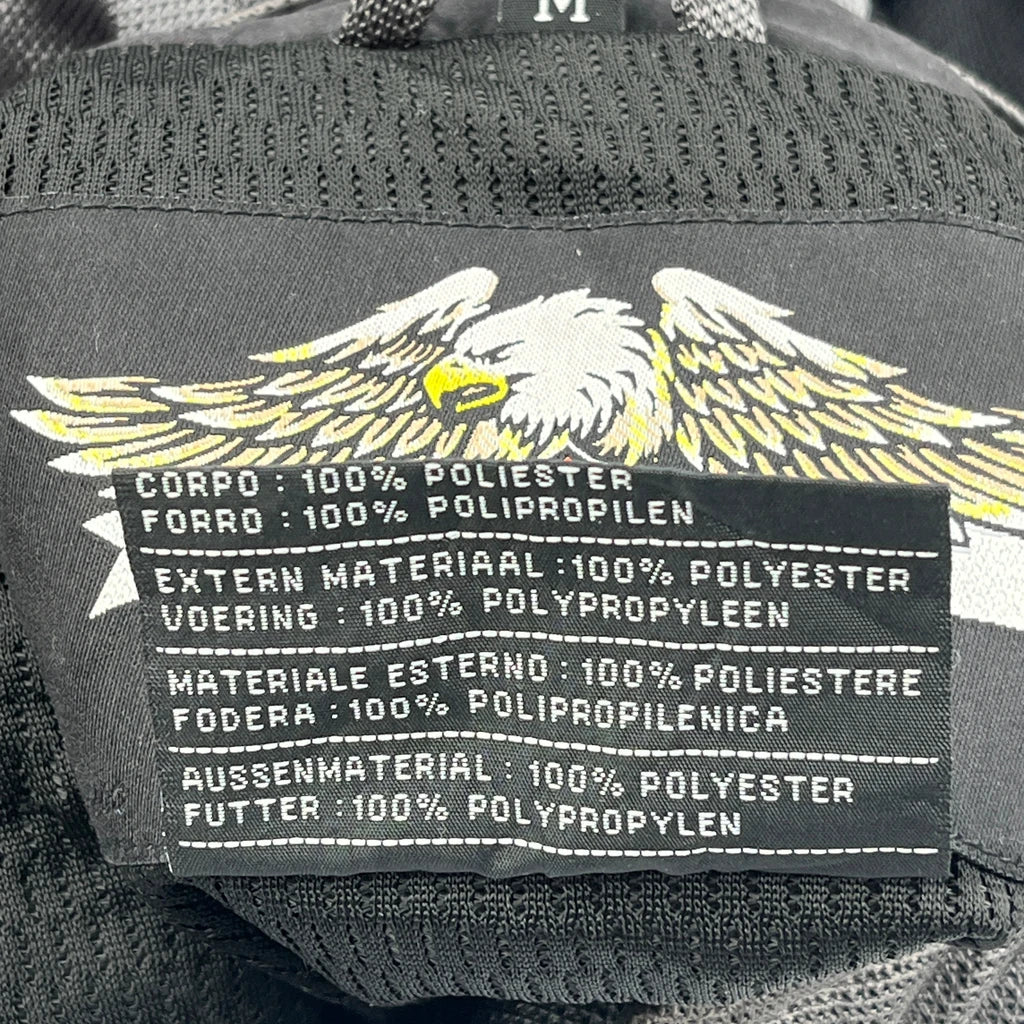 M
CORPO : 100% POLIESTER
FORRO : 100% POLIPROPILEN
EXTERN MATERIAAL :100% POLYESTER
VOERING : 100% POLYPROPYLEEN
MATERIALE ESTERNO : 100% POLIESTERE
FODERA : 100% POLIPROPILENICA
AUSSENMATERIAL : 100% POLYESTER
FUTTER :100% POLYPROPYLEN